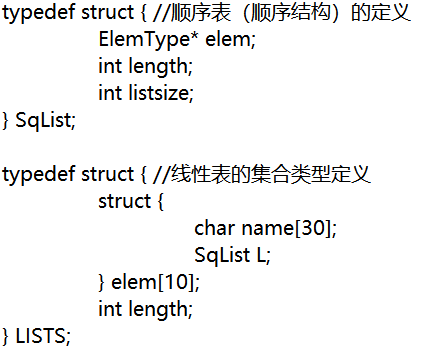 typedef struct { //顺序表（顺序结构）的定义
ElemType* elem;
int length;
int listsize;
} SqList;
typedef struct { //线性表的集合类型定义
struct {
char name[30];
SqList L;
} elem[10];
int length;
} LISTS;